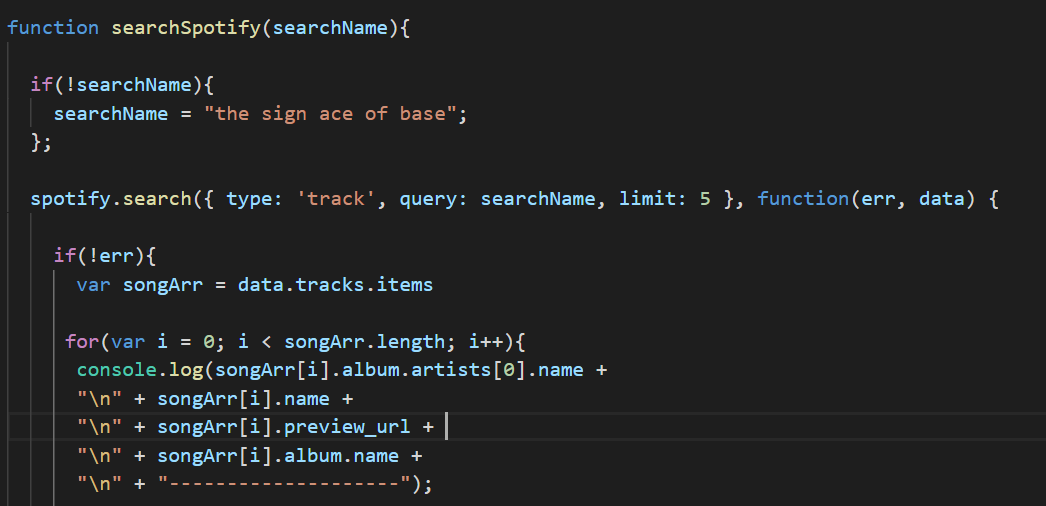 function searchSpotify(searchName){
if(!searchName){
searchName = "the sign ace of base";
};
spotify.search({ type: 'track', query: searchName, limit: 5 }, function(err, data) {
if(!err){
var songArr = data.tracks.items
for(var i = 0; i < songArr.length; i++){
console.log(songArr[i].album.artists[0].name +
"\n" + songArr[i].name +
"\n" + songArr[i].preview_url +
"\n" + songArr[i].album.name +
"\n" + "--------------------");